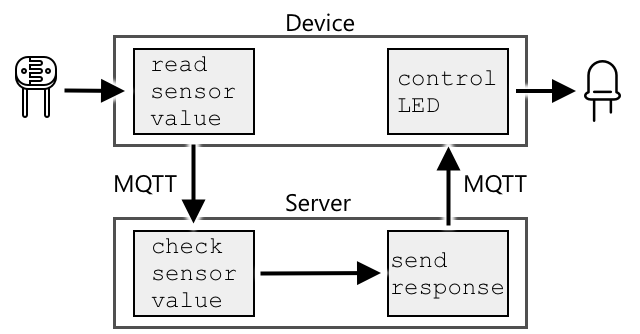 Device
read
sensor
value
control
LED
MQTT
MQTT
Server
check
sensor
value
send
response